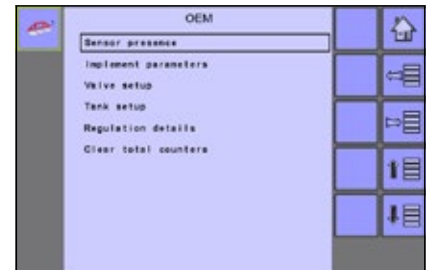 OEM
Sensor presence
Implement parameters
Valve setup
Tank setup
Regulation details
Clear total counters